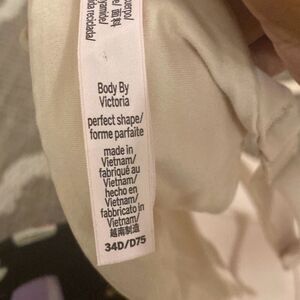 Body By
Victoria
perfect shape/
forme parfaite
made in
Vietnam/
fabriqué au
Vietnam/
hecho en
Vietnam/
fabbricato in
Vietnam/
越南制造
34D/D75